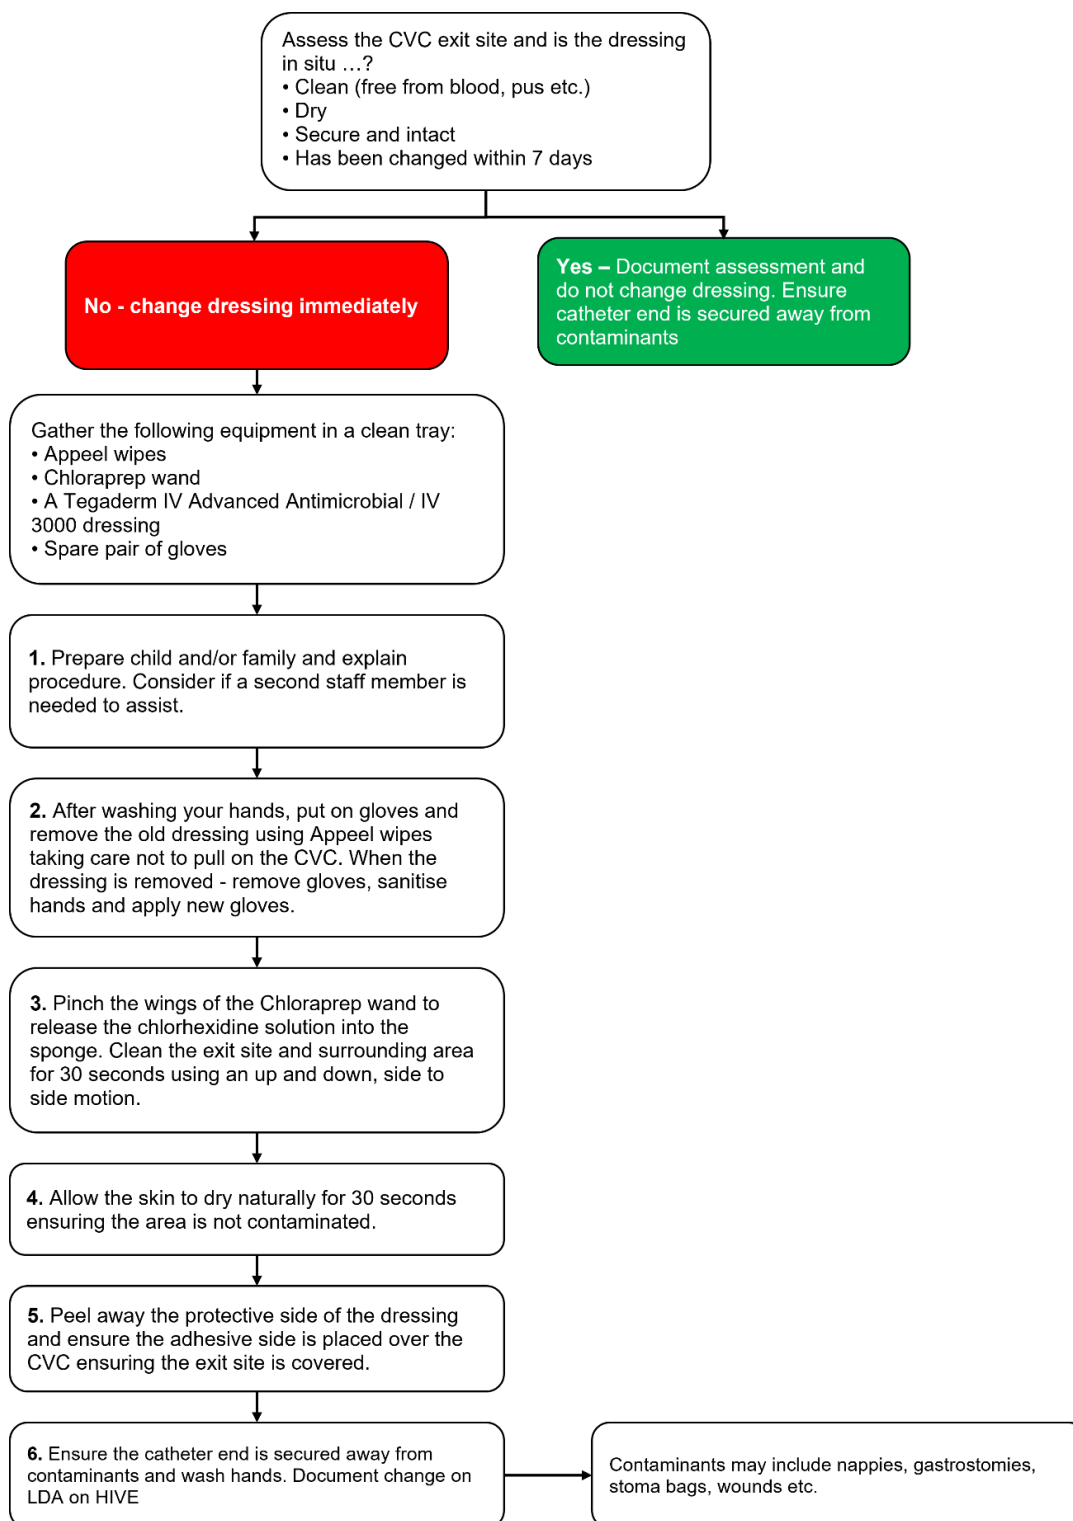 Assess the CVC exit site and is the dressing
in situ …?
• Clean (free from blood, pus etc.)
• Dry
• Secure and intact
• Has been changed within 7 days
No - change dressing immediately
Yes – Document assessment and
do not change dressing. Ensure
catheter end is secured away from
contaminants
Gather the following equipment in a clean tray:
• Appeel wipes
• Chloraprep wand
• A Tegaderm IV Advanced Antimicrobial / IV
3000 dressing
• Spare pair of gloves
1. Prepare child and/or family and explain
procedure. Consider if a second staff member is
needed to assist.
2. After washing your hands, put on gloves and
remove the old dressing using Appeel wipes
taking care not to pull on the CVC. When the
dressing is removed - remove gloves, sanitise
hands and apply new gloves.
3. Pinch the wings of the Chloraprep wand to
release the chlorhexidine solution into the
sponge. Clean the exit site and surrounding area
for 30 seconds using an up and down, side to
side motion.
4. Allow the skin to dry naturally for 30 seconds
ensuring the area is not contaminated.
5. Peel away the protective side of the dressing
and ensure the adhesive side is placed over the
CVC ensuring the exit site is covered.
6. Ensure the catheter end is secured away from
contaminants and wash hands. Document change on
LDA on HIVE
Contaminants may include nappies, gastrostomies,
stoma bags, wounds etc.